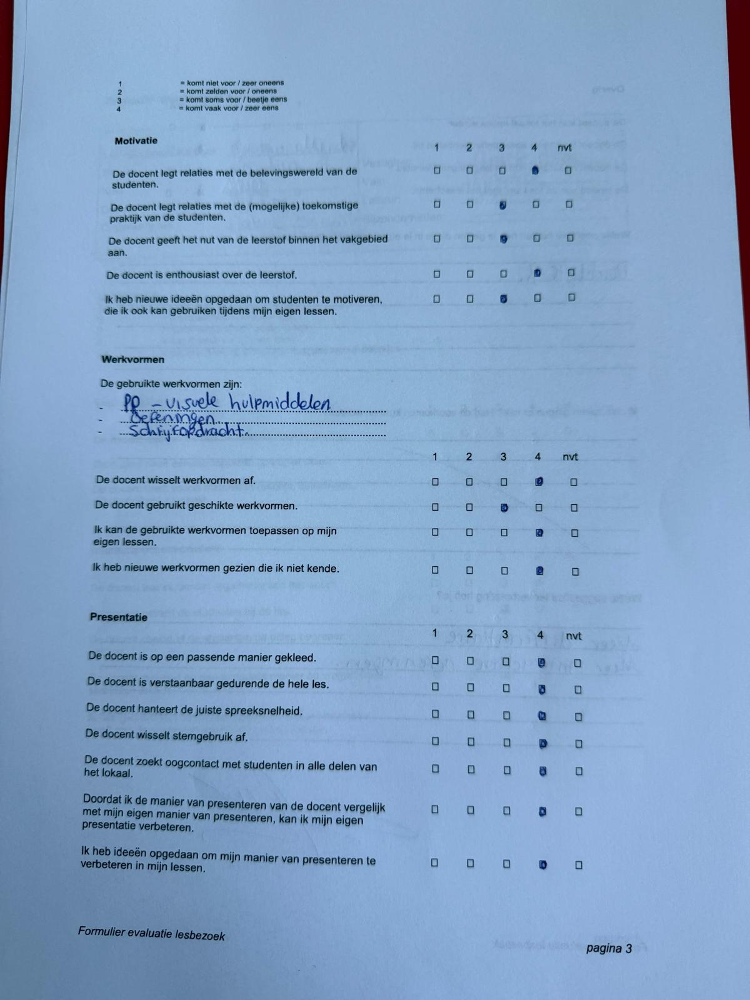 1 = komt niet voor / zeer oneens
2 = komt zelden voor / oneens
3 = komt soms voor / beetje eens
4 = komt vaak voor / zeer eens
Motivatie
1 2 3 4 nvt
De docent legt relaties met de belevingswereld van de
studenten.
De docent legt relaties met de (mogelijke) toekomstige
praktijk van de studenten.
De docent geeft het nut van de leerstof binnen het vakgebied
aan.
De docent is enthousiast over de leerstof.
Ik heb nieuwe ideeën opgedaan om studenten te motiveren,
die ik ook kan gebruiken tijdens mijn eigen lessen.
Werkvormen
De gebruikte werkvormen zijn:
- PP - visuele hulpmiddelen
- Oefeningen
- Schrijfopdracht.
1 2 3 4 nvt
De docent wisselt werkvormen af.
De docent gebruikt geschikte werkvormen.
Ik kan de gebruikte werkvormen toepassen op mijn
eigen lessen.
Ik heb nieuwe werkvormen gezien die ik niet kende.
Presentatie
1 2 3 4 nvt
De docent is op een passende manier gekleed.
De docent is verstaanbaar gedurende de hele les.
De docent hanteert de juiste spreeksnelheid.
De docent wisselt stemgebruik af.
De docent zoekt oogcontact met studenten in alle delen van
het lokaal.
Doordat ik de manier van presenteren van de docent vergelijk
met mijn eigen manier van presenteren, kan ik mijn eigen
presentatie verbeteren.
Ik heb ideeën opgedaan om mijn manier van presenteren te
verbeteren in mijn lessen.
Formulier evaluatie lesbezoek
pagina 3